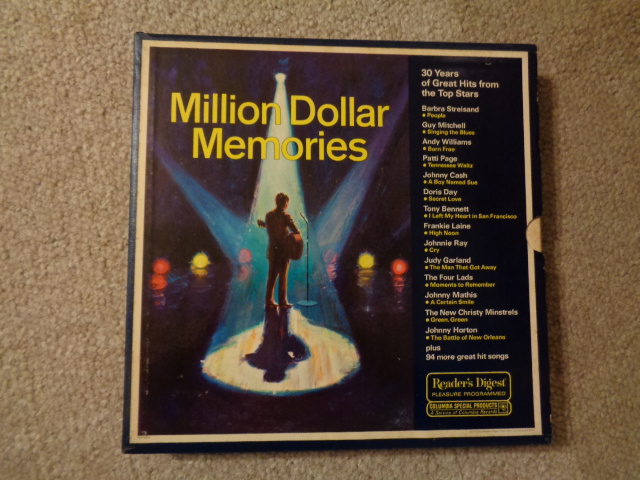 Million Dollar
Memories
30 Years
of Great Hits from
the Top Stars
Barbra Streisand
• People
Guy Mitchell
• Singing the Blues
Andy Williams
• Born Free
Patti Page
• Tennessee Waltz
Johnny Cash
• A Boy Named Sue
Doris Day
• Secret Love
Tony Bennett
• I Left My Heart in San Francisco
Frankie Laine
• High Noon
Johnnie Ray
• Cry
Judy Garland
• The Man That Got Away
The Four Lads
• Moments to Remember
Johnny Mathis
• A Certain Smile
The New Christy Minstrels
• Green, Green
Johnny Horton
• The Battle of New Orleans
plus
94 more great hit songs
Reader's Digest
PLEASURE PROGRAMMED
COLUMBIA SPECIAL PRODUCTS
A Service of Columbia Records